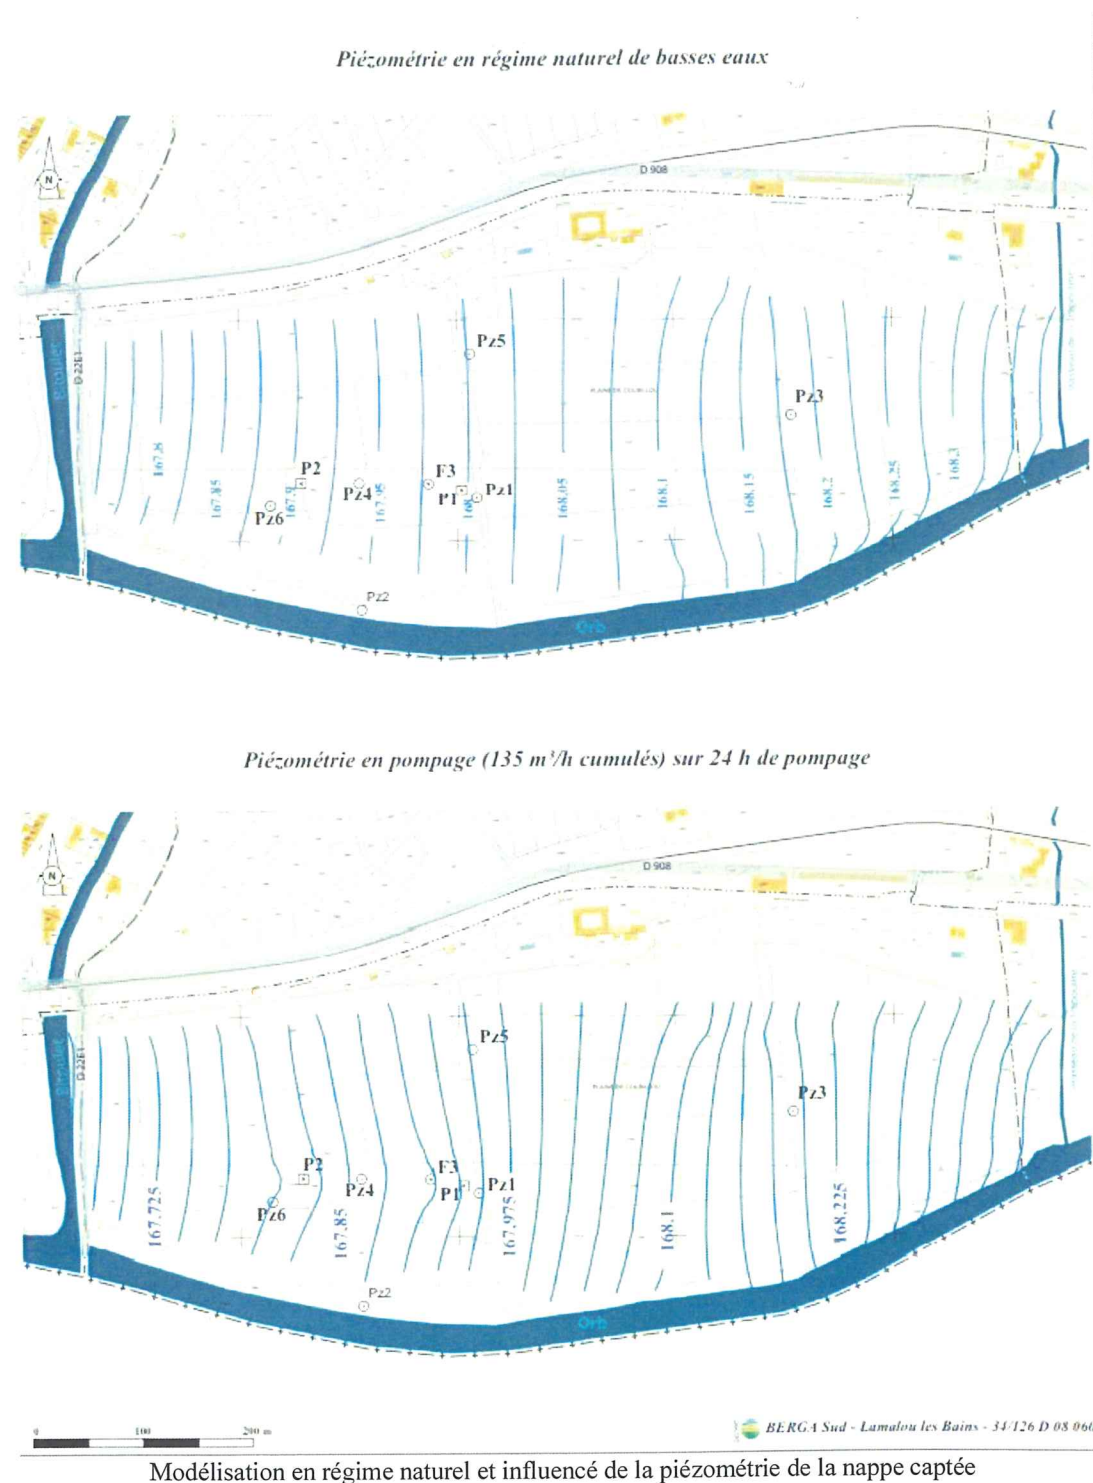 Piézométrie en régime naturel de basses eaux
N
D 908
D 22E1
Pz5
Pz3
167.8
167.85
P2
167.9
Pz4
167.95
F3
P1
Pz1
168
168.05
168.1
168.15
168.2
168.25
168.3
Pz6
Pz2
Orb
Piézométrie en pompage (135 m³/h cumulés) sur 24 h de pompage
N
D 908
D 22E1
Pz5
Pz3
P2
F3
Pz4
P1
Pz1
Pz6
167.725
167.85
167.975
168.1
168.225
Pz2
Orb
0 100 200 m
BERGA Sud - Lamalou les Bains - 34/126 D 08 060
Modélisation en régime naturel et influencé de la piézométrie de la nappe captée